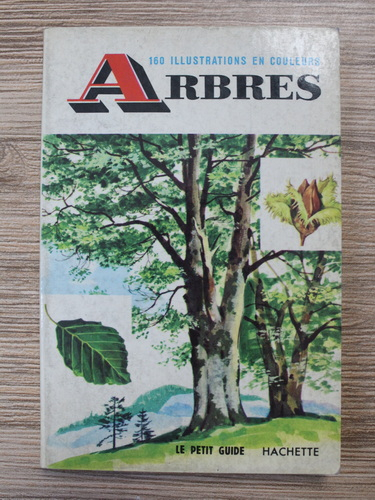 160 ILLUSTRATIONS EN COULEURS
ARBRES
LE PETIT GUIDE HACHETTE